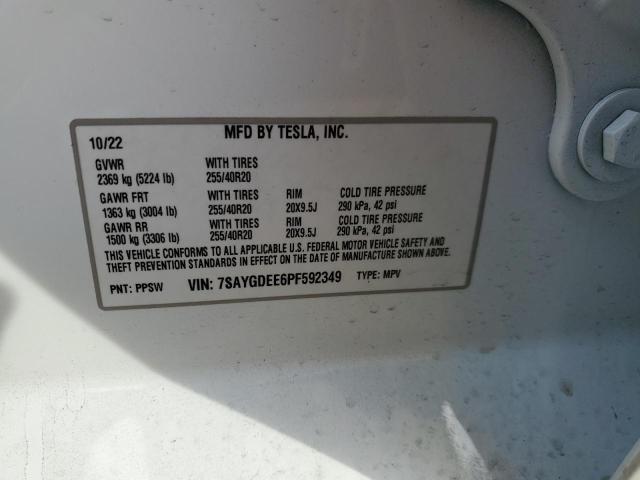 MFD BY TESLA, INC.
10/22
GVWR WITH TIRES
2369 kg (5224 lb) 255/40R20
GAWR FRT WITH TIRES RIM COLD TIRE PRESSURE
1363 kg (3004 lb) 255/40R20 20X9.5J 290 kPa, 42 psi
GAWR RR WITH TIRES RIM COLD TIRE PRESSURE
1500 kg (3306 lb) 255/40R20 20X9.5J 290 kPa, 42 psi
THIS VEHICLE CONFORMS TO ALL APPLICABLE U.S. FEDERAL MOTOR VEHICLE SAFETY AND
THEFT PREVENTION STANDARDS IN EFFECT ON THE DATE OF MANUFACTURE SHOWN ABOVE.
PNT: PPSW VIN: 7SAYGDEE6PF592349 TYPE: MPV